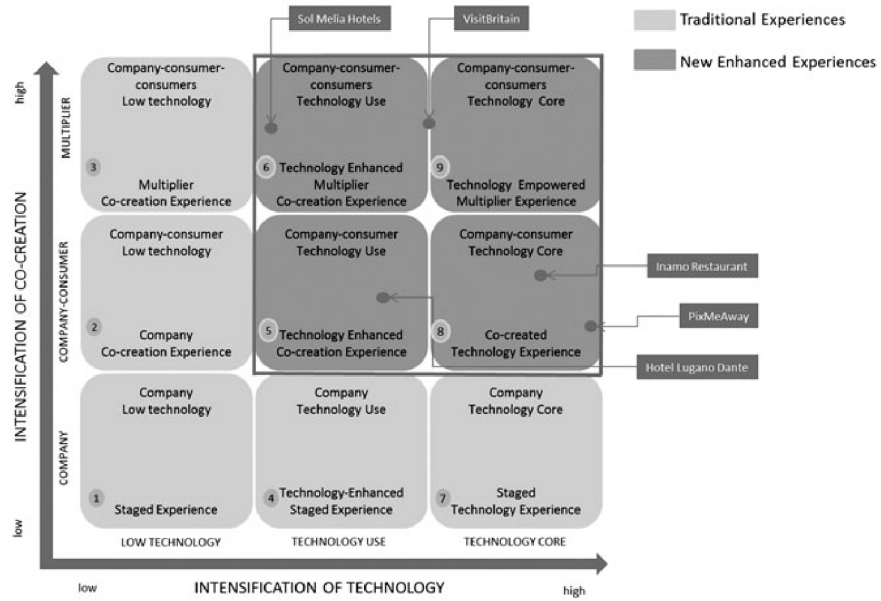 Sol Melia Hotels
VisitBritain
Traditional Experiences
New Enhanced Experiences
INTENSIFICATION OF CO-CREATION
high
low
MULTIPLIER
COMPANY-CONSUMER
COMPANY
Company-consumer-
consumers
Low technology
3
Multiplier
Co-creation Experience
Company-consumer-
consumers
Technology Use
6
Technology Enhanced
Multiplier
Co-creation Experience
Company-consumer-
consumers
Technology Core
9
Technology Empowered
Multiplier Experience
Company-consumer
Low technology
2
Company
Co-creation Experience
Company-consumer
Technology Use
5
Technology Enhanced
Co-creation Experience
Company-consumer
Technology Core
8
Co-created
Technology Experience
Inamo Restaurant
PixMeAway
Hotel Lugano Dante
Company
Low technology
1
Staged Experience
Company
Technology Use
4
Technology-Enhanced
Staged Experience
Company
Technology Core
7
Staged
Technology Experience
LOW TECHNOLOGY
TECHNOLOGY USE
TECHNOLOGY CORE
low
INTENSIFICATION OF TECHNOLOGY
high